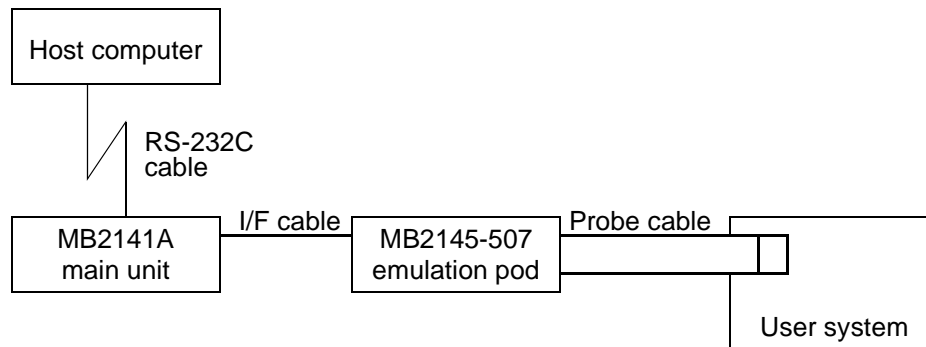 Host computer
RS-232C
cable
I/F cable
Probe cable
MB2141A
main unit
MB2145-507
emulation pod
User system